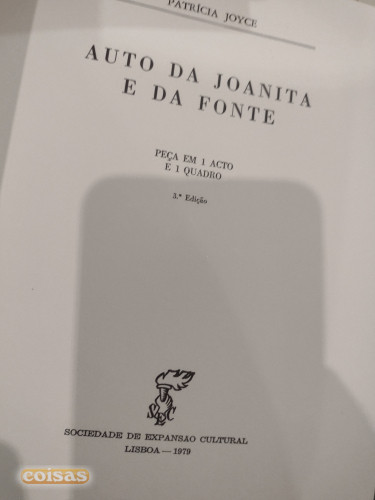 PATRÍCIA JOYCE
AUTO DA JOANITA
E DA FONTE
PEÇA EM 1 ACTO
E 1 QUADRO
3.ª Edição
SEC
SOCIEDADE DE EXPANSÃO CULTURAL
LISBOA — 1979
coisas